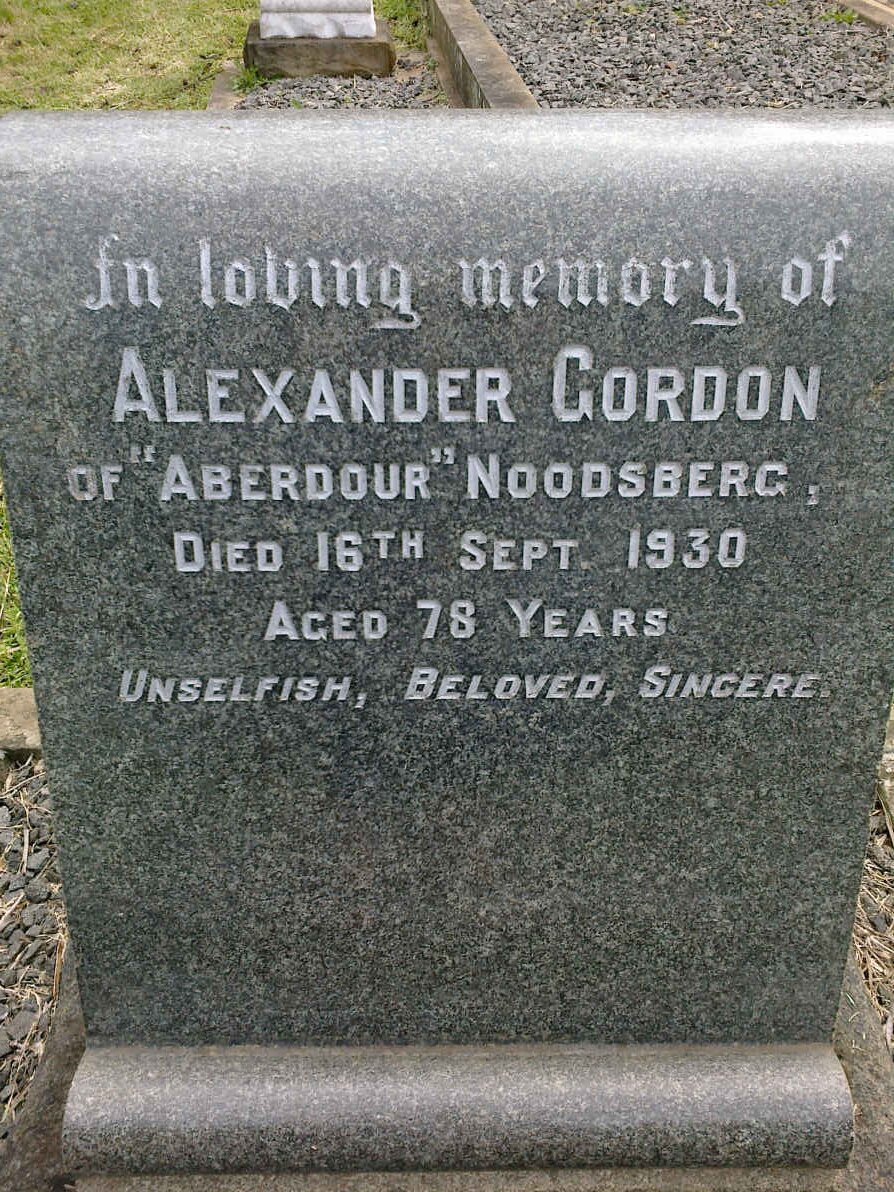 In loving memory of
ALEXANDER GORDON
OF "ABERDOUR" NOODSBERG,
DIED 16TH SEPT. 1930
AGED 78 YEARS
UNSELFISH, BELOVED, SINCERE.